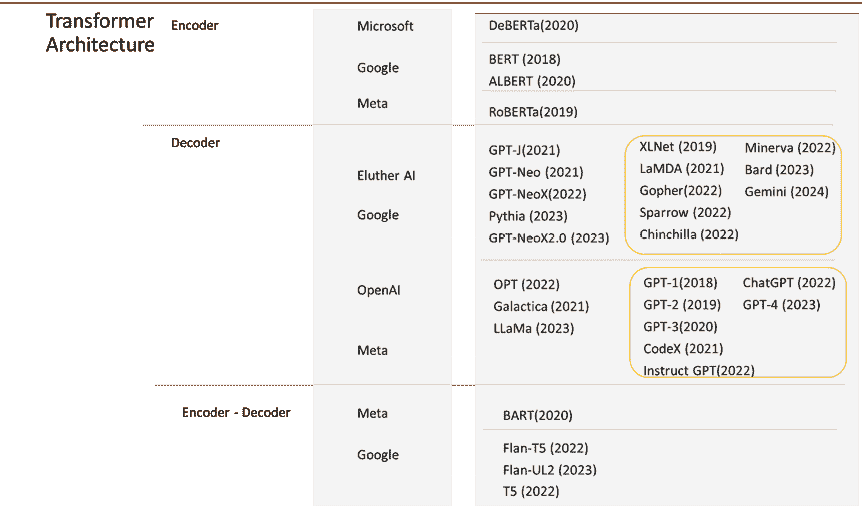 Transformer
Architecture
Encoder
Microsoft
DeBERTa(2020)
Google
BERT (2018)
ALBERT (2020)
Meta
RoBERTa(2019)
Decoder
Eluther AI
Google
GPT-J(2021)
GPT-Neo (2021)
GPT-NeoX(2022)
Pythia (2023)
GPT-NeoX2.0 (2023)
XLNet (2019)
LaMDA (2021)
Gopher(2022)
Sparrow (2022)
Chinchilla (2022)
Minerva (2022)
Bard (2023)
Gemini (2024)
OpenAI
Meta
OPT (2022)
Galactica (2021)
LLaMa (2023)
GPT-1(2018)
GPT-2 (2019)
GPT-3(2020)
CodeX (2021)
Instruct GPT(2022)
ChatGPT (2022)
GPT-4 (2023)
Encoder - Decoder
Meta
BART(2020)
Google
Flan-T5 (2022)
Flan-UL2 (2023)
T5 (2022)